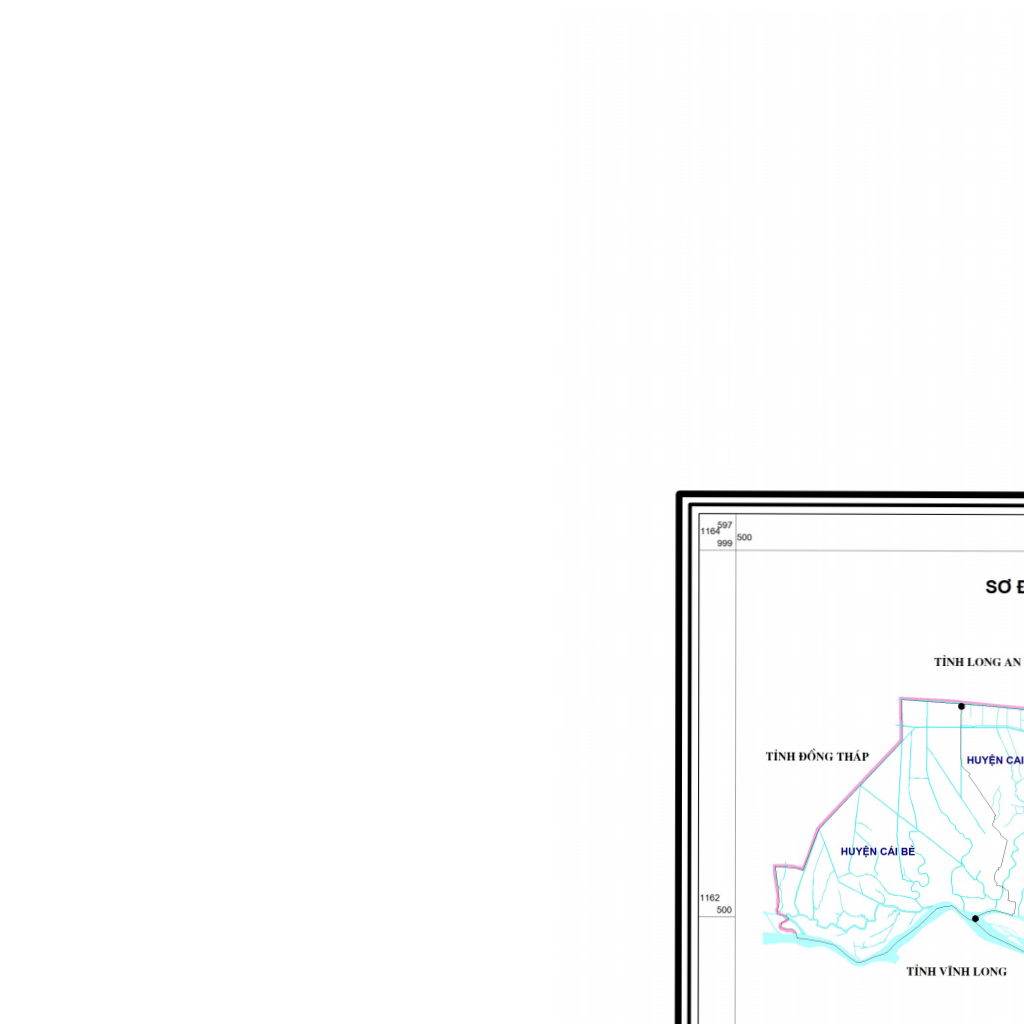 597
1164
999 500
SƠ Đ
TỈNH LONG AN
TỈNH ĐỒNG THÁP
HUYỆN CAI
HUYỆN CÁI BÈ
1162
500
TỈNH VĨNH LONG